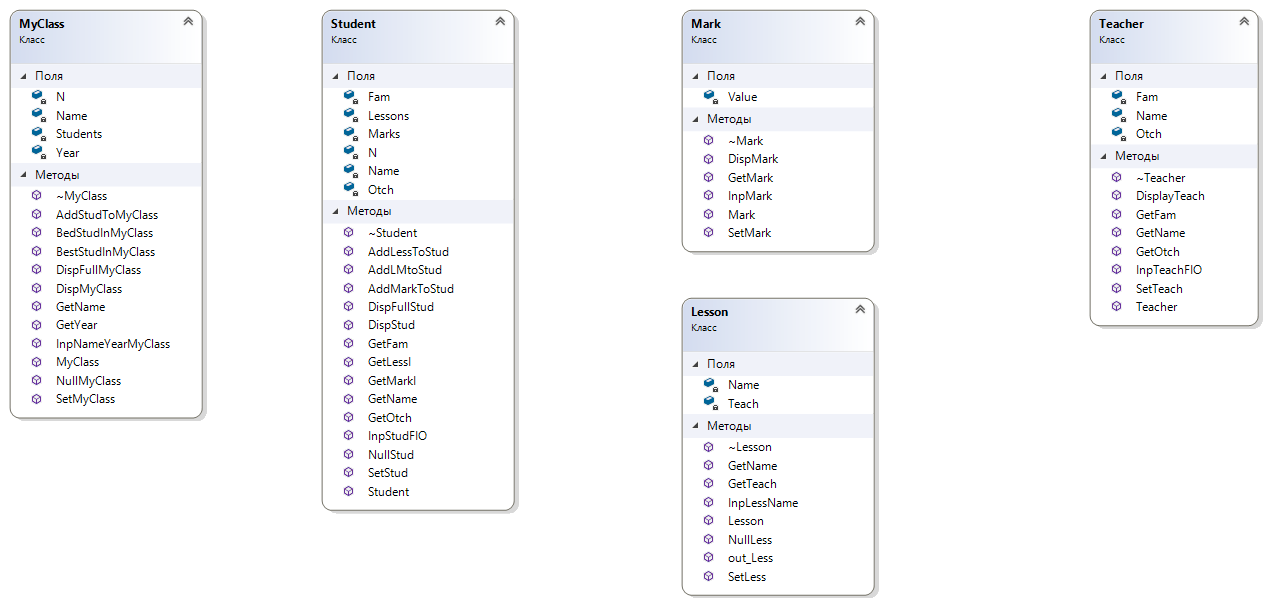 MyClass
Класс
Поля
N
Name
Students
Year
Методы
~MyClass
AddStudToMyClass
BedStudInMyClass
BestStudInMyClass
DispFullMyClass
DispMyClass
GetName
GetYear
InpNameYearMyClass
MyClass
NullMyClass
SetMyClass
Student
Класс
Поля
Fam
Lessons
Marks
N
Name
Otch
Методы
~Student
AddLessToStud
AddLMtoStud
AddMarkToStud
DispFullStud
DispStud
GetFam
GetLessI
GetMarkI
GetName
GetOtch
InpStudFIO
NullStud
SetStud
Student
Mark
Класс
Поля
Value
Методы
~Mark
DispMark
GetMark
InpMark
Mark
SetMark
Lesson
Класс
Поля
Name
Teach
Методы
~Lesson
GetName
GetTeach
InpLessName
Lesson
NullLess
out_Less
SetLess
Teacher
Класс
Поля
Fam
Name
Otch
Методы
~Teacher
DisplayTeach
GetFam
GetName
GetOtch
InpTeachFIO
SetTeach
Teacher